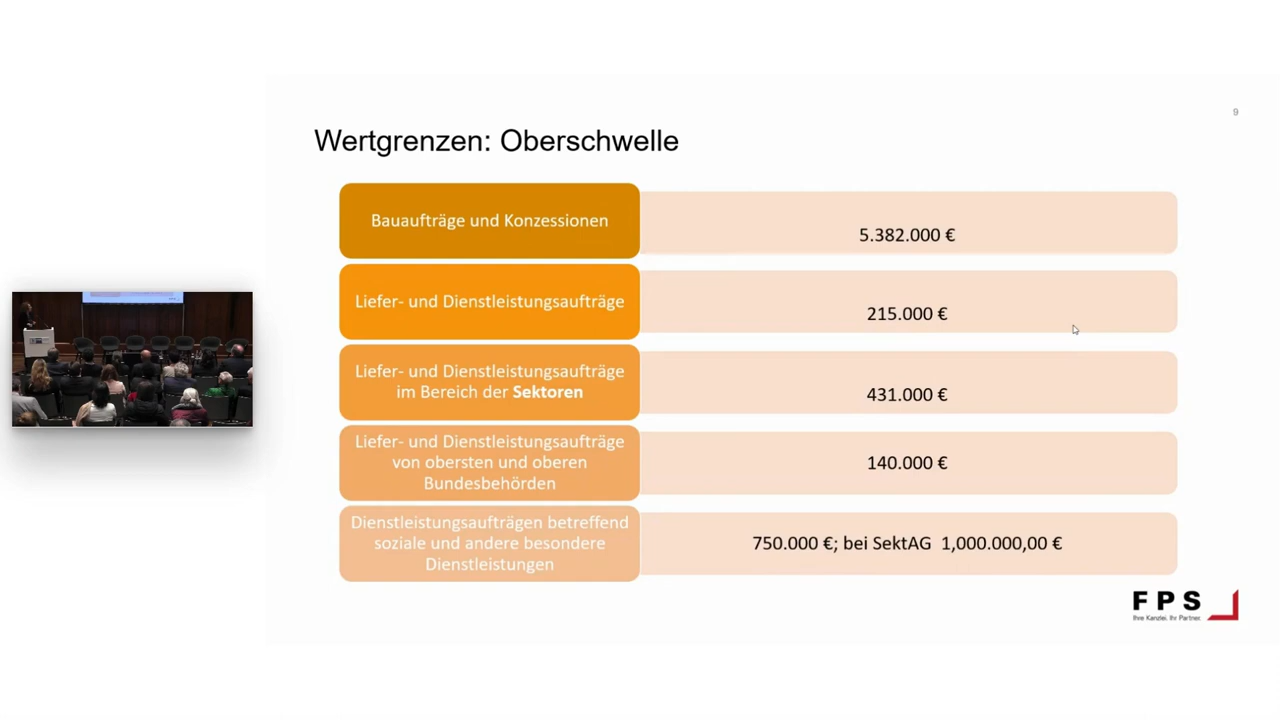 9
Wertgrenzen: Oberschwelle
Bauaufträge und Konzessionen
5.382.000 €
Liefer- und Dienstleistungsaufträge
215.000 €
Liefer- und Dienstleistungsaufträge
im Bereich der Sektoren
431.000 €
Liefer- und Dienstleistungsaufträge
von obersten und oberen
Bundesbehörden
140.000 €
Dienstleistungsaufträgen betreffend
soziale und andere besondere
Dienstleistungen
750.000 €; bei SektAG 1,000.000,00 €
FPS
Ihre Kanzlei. Ihr Partner.